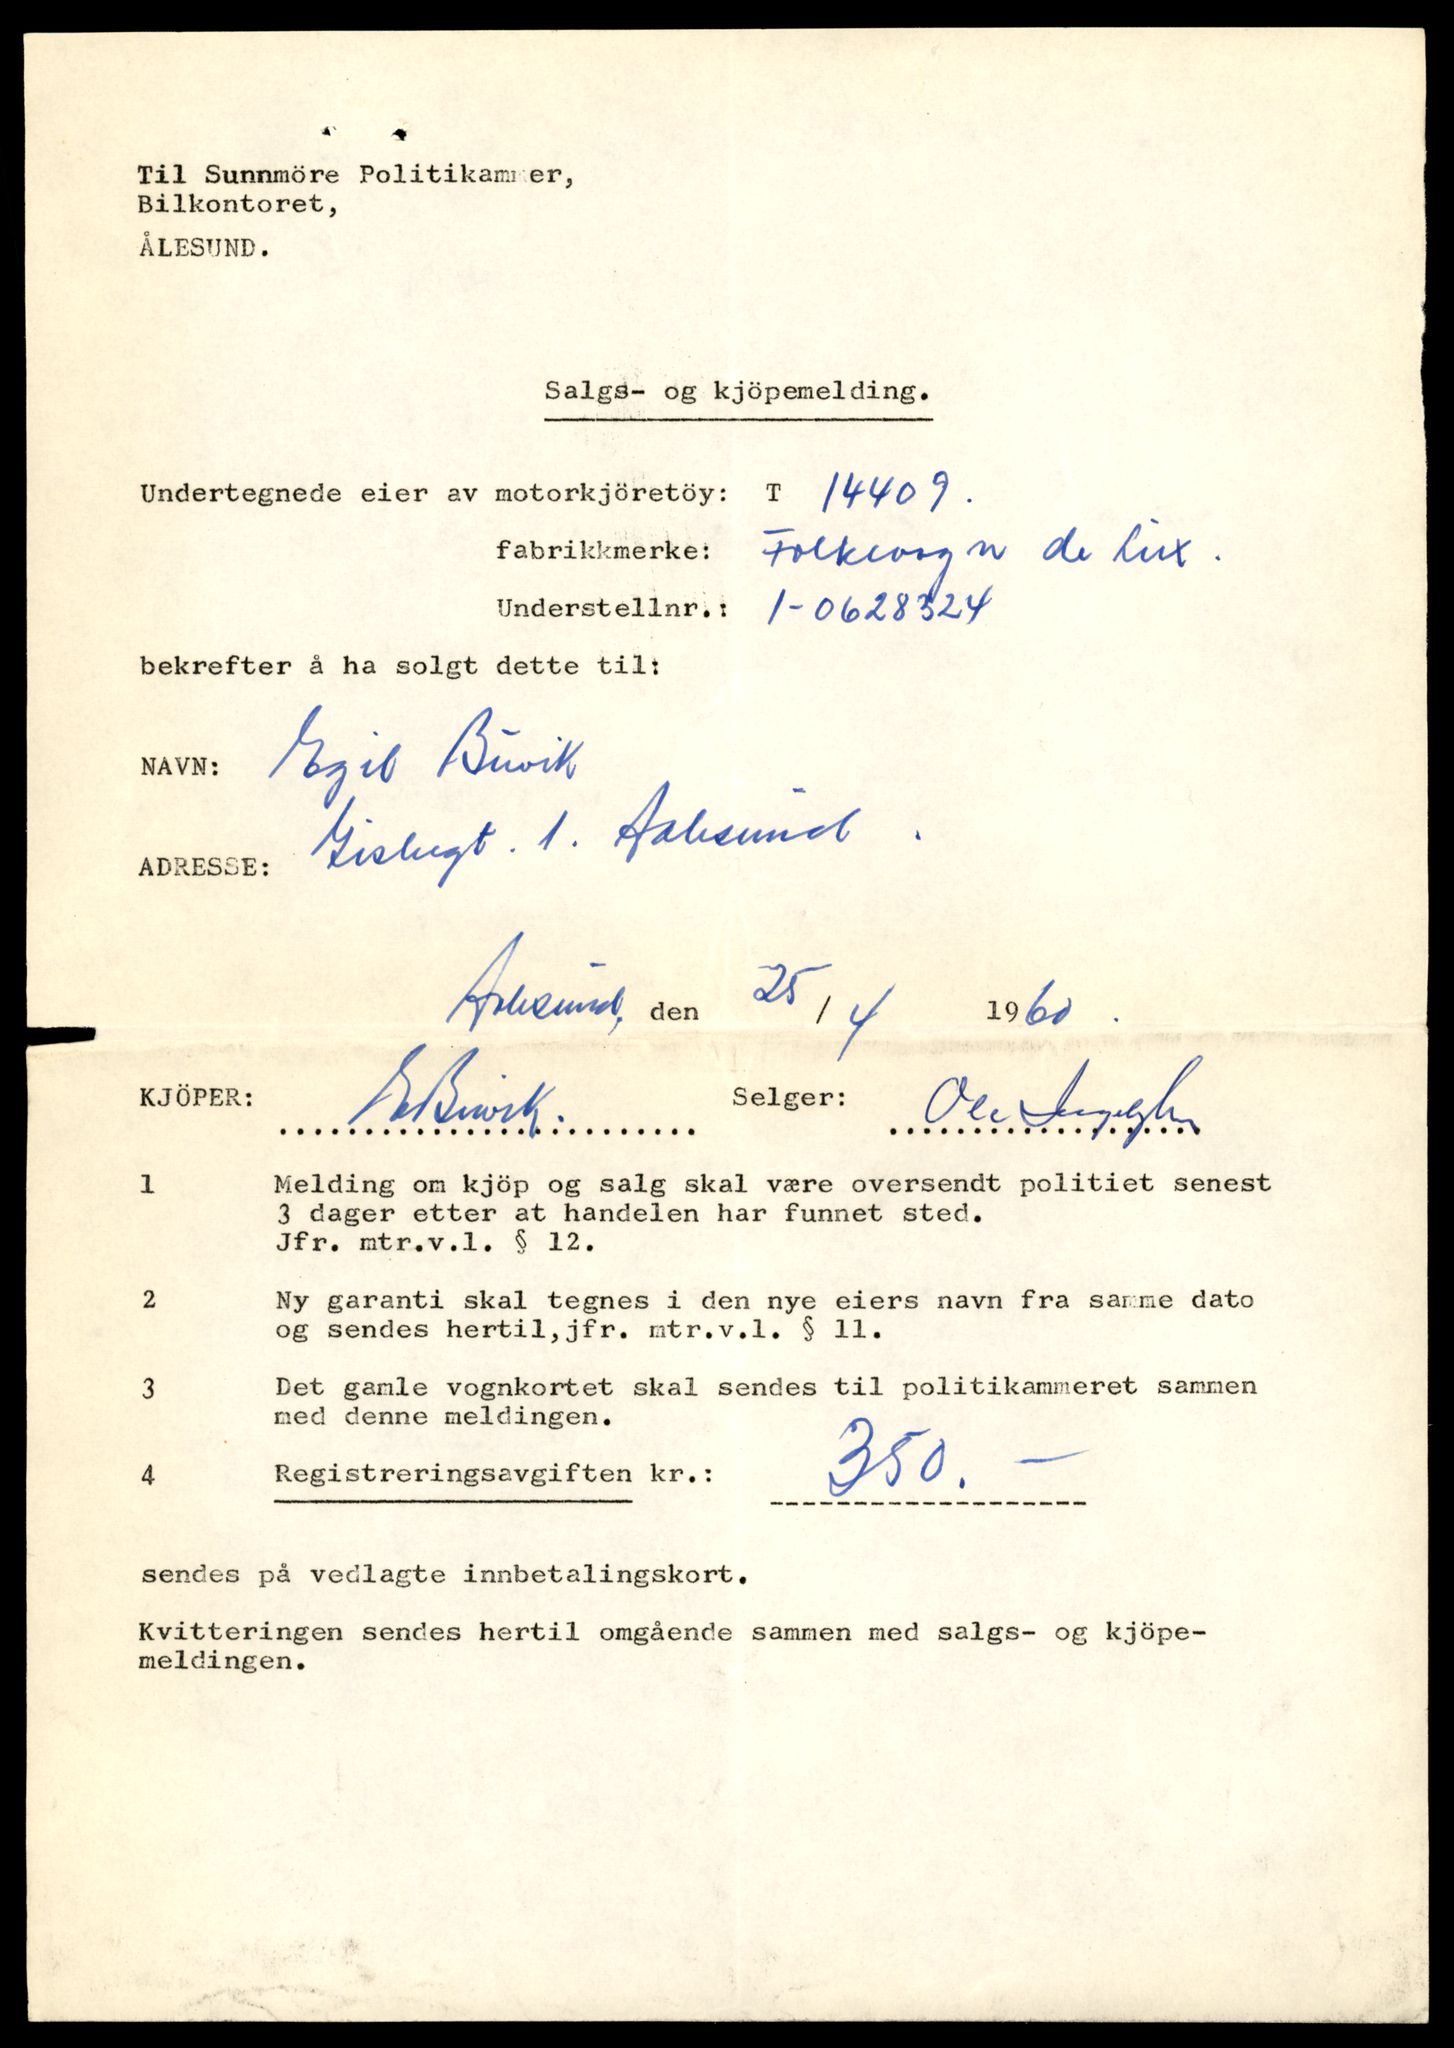 Til Sunnmöre Politikammer,
Bilkontoret,
ÅLESUND.
Salgs- og kjöpemelding.
Undertegnede eier av motorkjöretöy: T 14409.
fabrikkmerke: Folkevogn de Lux.
Understellnr.: 1-0628324
bekrefter å ha solgt dette til:
NAVN: Egil Buvik
ADRESSE: 1. Aalesund.
Aalesund, den 25/4 1960.
KJÖPER: E Buvik. Selger: Ole
1 Melding om kjöp og salg skal være oversendt politiet senest
3 dager etter at handelen har funnet sted.
Jfr. mtr.v.l. § 12.
2 Ny garanti skal tegnes i den nye eiers navn fra samme dato
og sendes hertil,jfr. mtr.v.l. § 11.
3 Det gamle vognkortet skal sendes til politikammeret sammen
med denne meldingen.
4 Registreringsavgiften kr.: 350.-
sendes på vedlagte innbetalingskort.
Kvitteringen sendes hertil omgående sammen med salgs- og kjöpe-
meldingen.